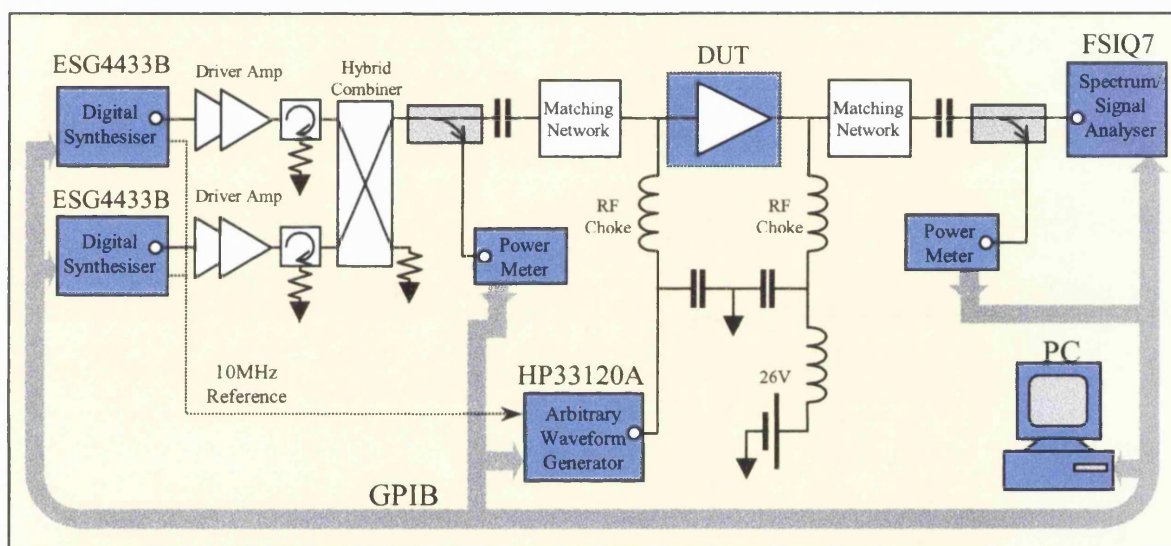 ESG4433B
Digital
Synthesiser
Driver Amp
Hybrid
Combiner
Matching
Network
DUT
Matching
Network
FSIQ7
Spectrum/
Signal
Analyser
ESG4433B
Digital
Synthesiser
Driver Amp
Power
Meter
RF
Choke
RF
Choke
Power
Meter
10MHz
Reference
HP33120A
Arbitrary
Waveform
Generator
26V
PC
GPIB